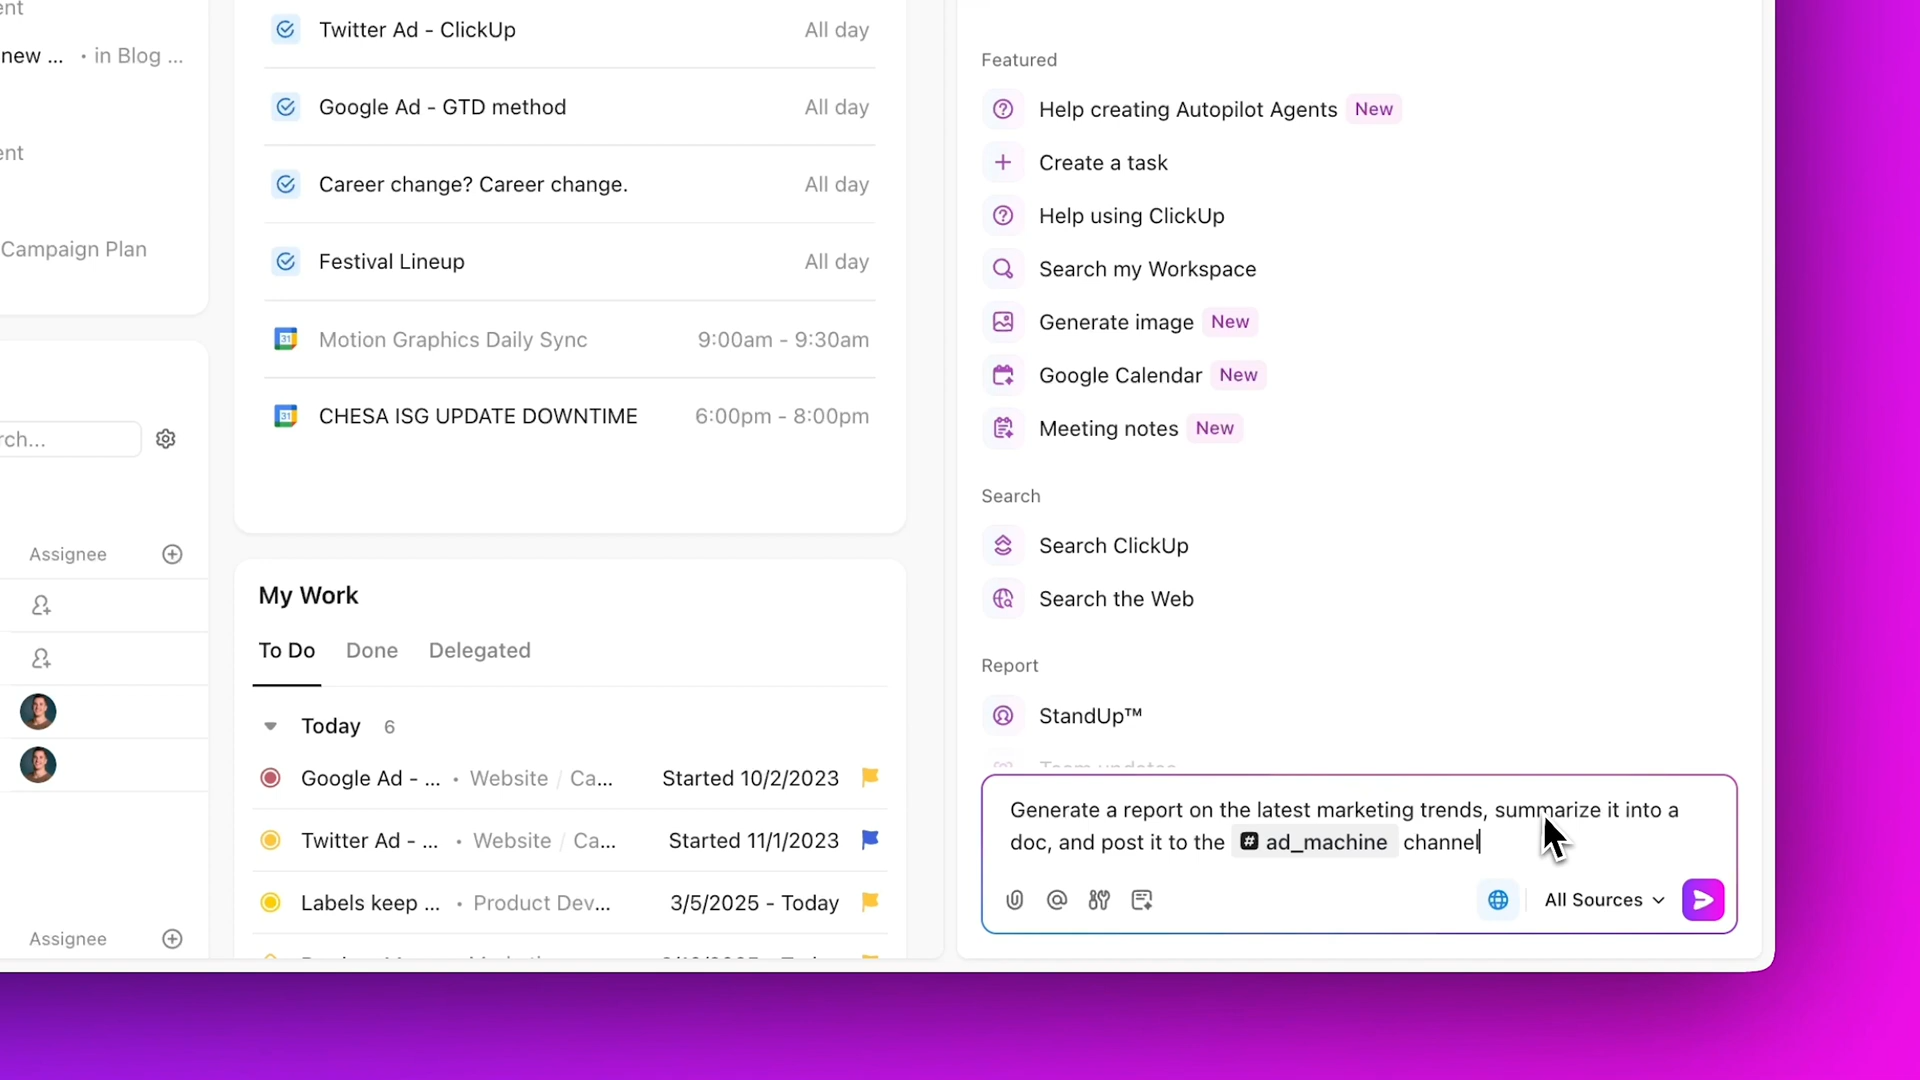 ent
new ... • in Blog ...
ent
Campaign Plan
rch...
Assignee
Assignee
Twitter Ad - ClickUp All day
Google Ad - GTD method All day
Career change? Career change. All day
Festival Lineup All day
31 Motion Graphics Daily Sync 9:00am - 9:30am
31 CHESA ISG UPDATE DOWNTIME 6:00pm - 8:00pm
My Work
To Do Done Delegated
Today 6
Google Ad - ... • Website / Ca... Started 10/2/2023
Twitter Ad - ... • Website / Ca... Started 11/1/2023
Labels keep ... • Product Dev... 3/5/2025 - Today
Featured
Help creating Autopilot Agents New
Create a task
Help using ClickUp
Search my Workspace
Generate image New
Google Calendar New
Meeting notes New
Search
Search ClickUp
Search the Web
Report
StandUp™
Generate a report on the latest marketing trends, summarize it into a
doc, and post it to the # ad_machine channel
All Sources